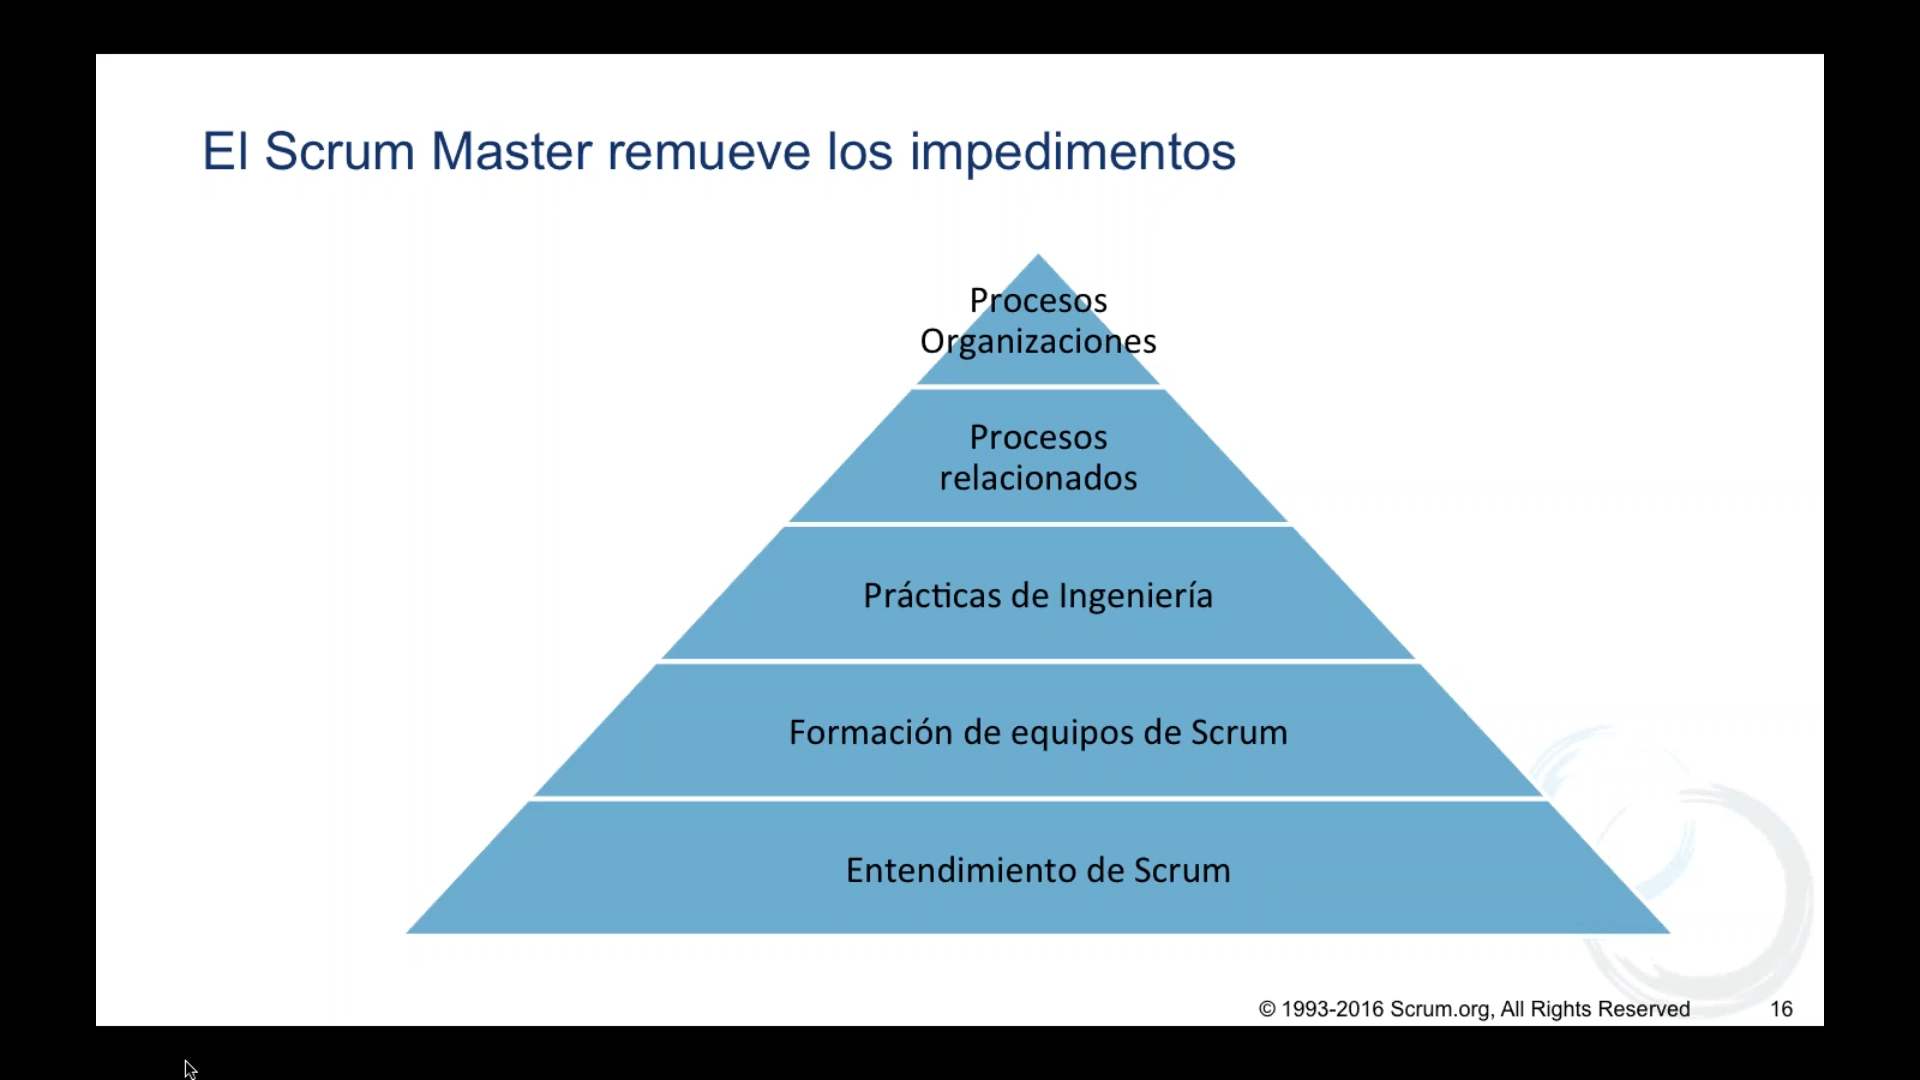 El Scrum Master remueve los impedimentos
Procesos
Organizaciones
Procesos
relacionados
Prácticas de Ingeniería
Formación de equipos de Scrum
Entendimiento de Scrum
© 1993-2016 Scrum.org, All Rights Reserved 16